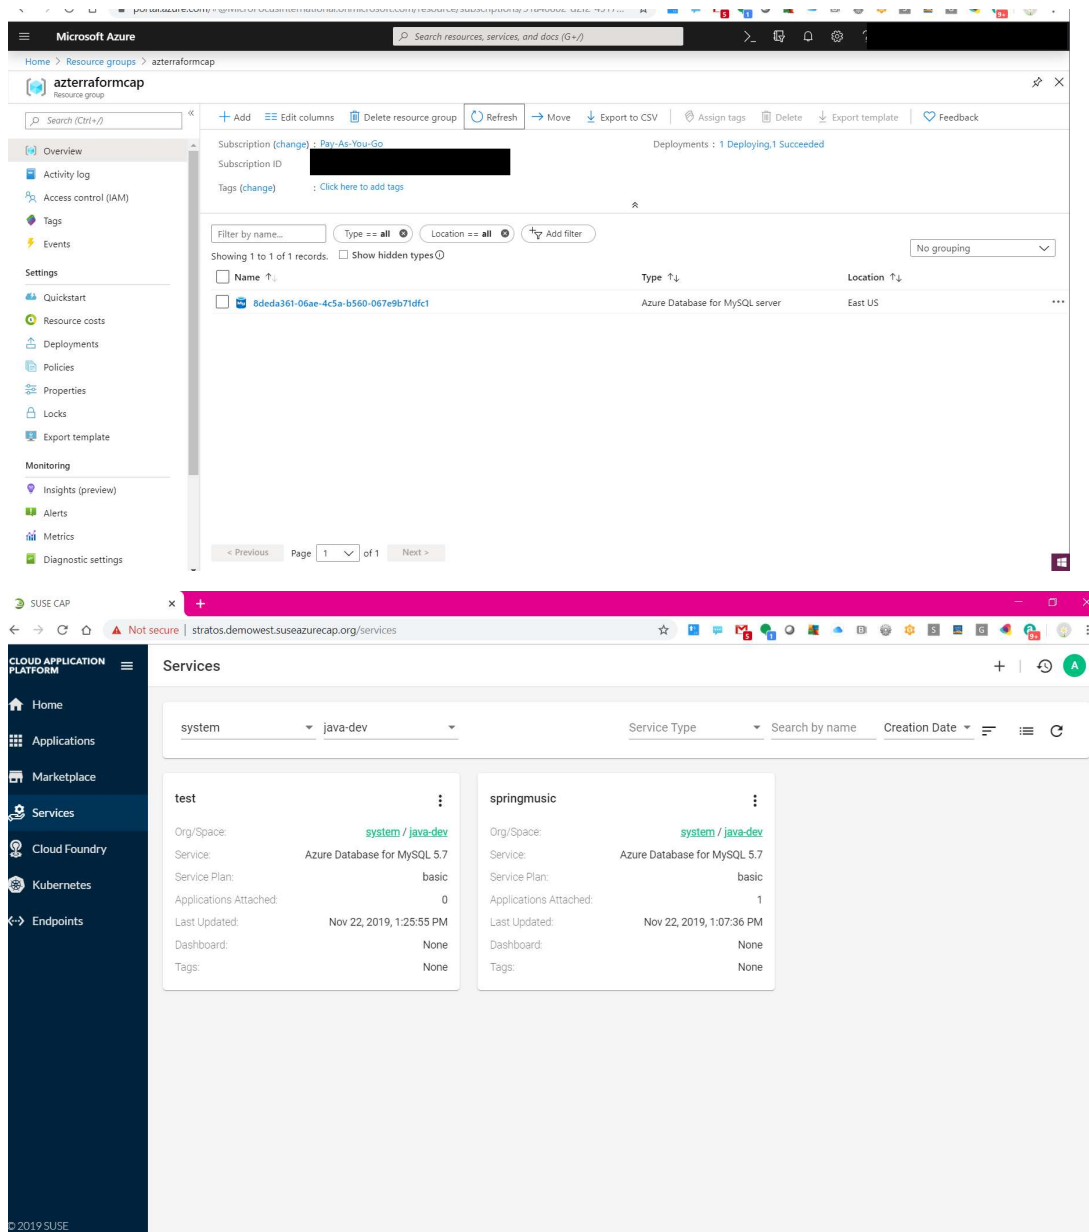 Microsoft Azure
Search resources, services, and docs (G+/)
Home > Resource groups > azterraformcap
azterraformcap
Resource group
Search (Ctrl+/)
+ Add Edit columns Delete resource group Refresh Move Export to CSV Assign tags Delete Export template Feedback
Subscription (change) : Pay-As-You-Go
Deployments : 1 Deploying,1 Succeeded
Subscription ID
Tags (change) : Click here to add tags
Overview
Activity log
Access control (IAM)
Tags
Events
Settings
Quickstart
Resource costs
Deployments
Policies
Properties
Locks
Export template
Monitoring
Insights (preview)
Alerts
Metrics
Diagnostic settings
Filter by name...
Type == all
Location == all
Add filter
Showing 1 to 1 of 1 records. Show hidden types
No grouping
Name Type Location
8deda361-06ae-4c5a-b560-067e9b71dfc1 Azure Database for MySQL server East US
< Previous Page 1 of 1 Next >
SUSE CAP
Not secure | stratos.demowest.suseazurecap.org/services
CLOUD APPLICATION
PLATFORM
Services
A
Home
Applications
Marketplace
Services
Cloud Foundry
Kubernetes
Endpoints
system java-dev Service Type Search by name Creation Date
test
Org/Space: system / java-dev
Service: Azure Database for MySQL 5.7
Service Plan: basic
Applications Attached: 0
Last Updated: Nov 22, 2019, 1:25:55 PM
Dashboard: None
Tags: None
springmusic
Org/Space: system / java-dev
Service: Azure Database for MySQL 5.7
Service Plan: basic
Applications Attached: 1
Last Updated: Nov 22, 2019, 1:07:36 PM
Dashboard: None
Tags: None
© 2019 SUSE